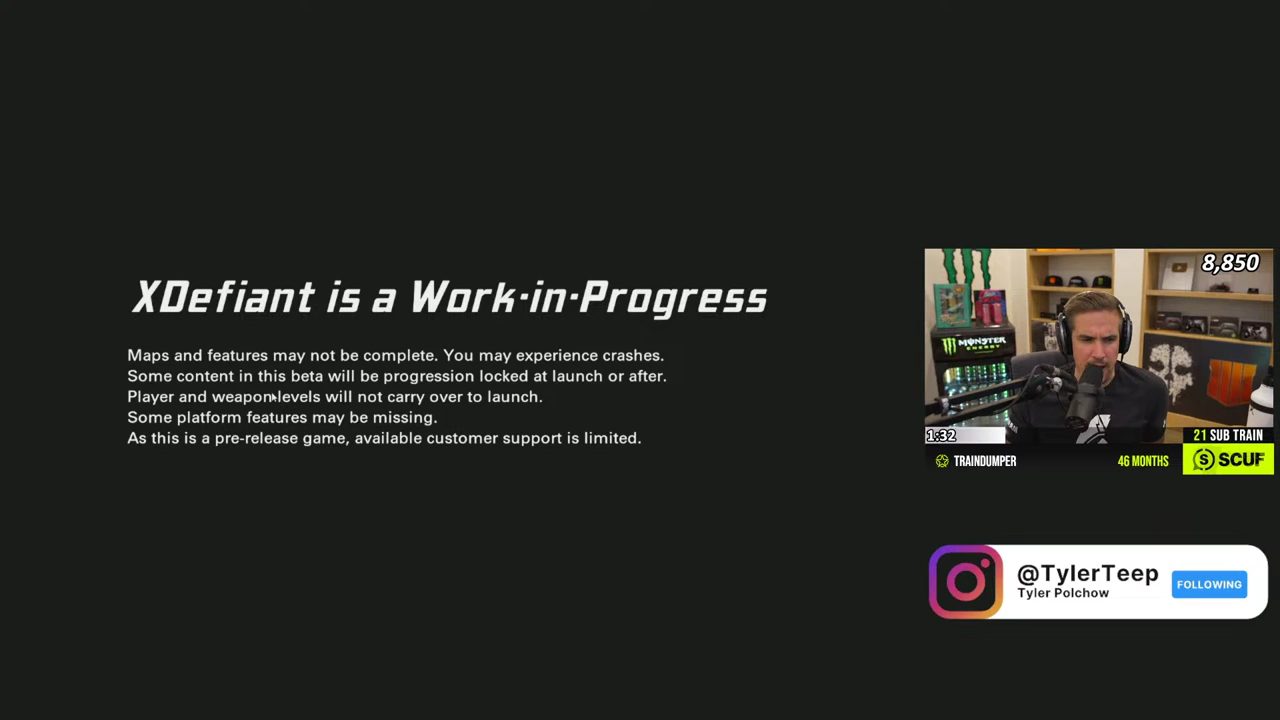 XDefiant is a Work-in-Progress
Maps and features may not be complete. You may experience crashes.
Some content in this beta will be progression locked at launch or after.
Player and weapon levels will not carry over to launch.
Some platform features may be missing.
As this is a pre-release game, available customer support is limited.
8,850
MONSTER
ENERGY
1:32
21 SUB TRAIN
TRAINDUMPER
46 MONTHS
SCUF
@TylerTeep
Tyler Polchow
FOLLOWING